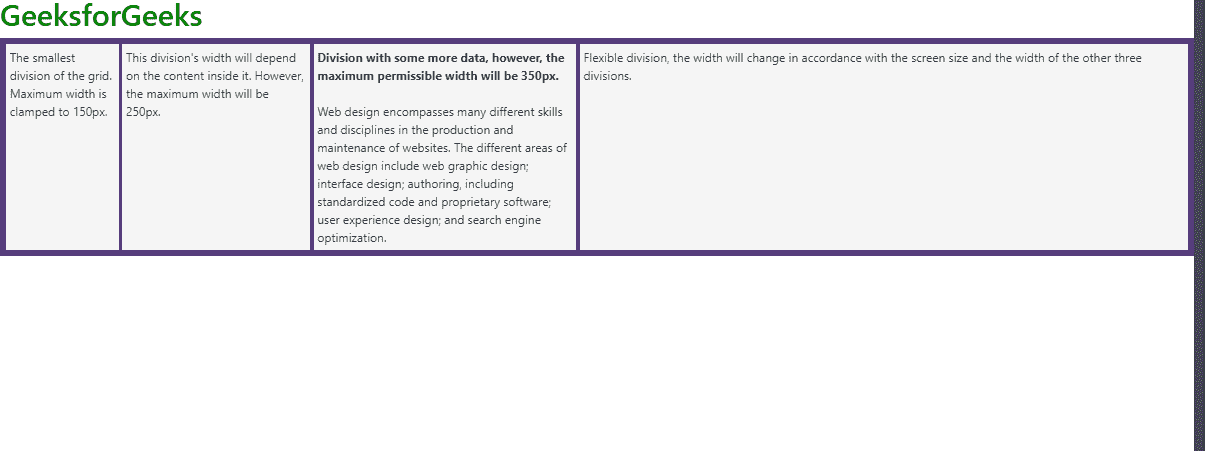 GeeksforGeeks
The smallest
division of the grid.
Maximum width is
clamped to 150px.
This division's width will depend
on the content inside it. However,
the maximum width will be
250px.
Division with some more data, however, the
maximum permissible width will be 350px.
Web design encompasses many different skills
and disciplines in the production and
maintenance of websites. The different areas of
web design include web graphic design;
interface design; authoring, including
standardized code and proprietary software;
user experience design; and search engine
optimization.
Flexible division, the width will change in accordance with the screen size and the width of the other three
divisions.